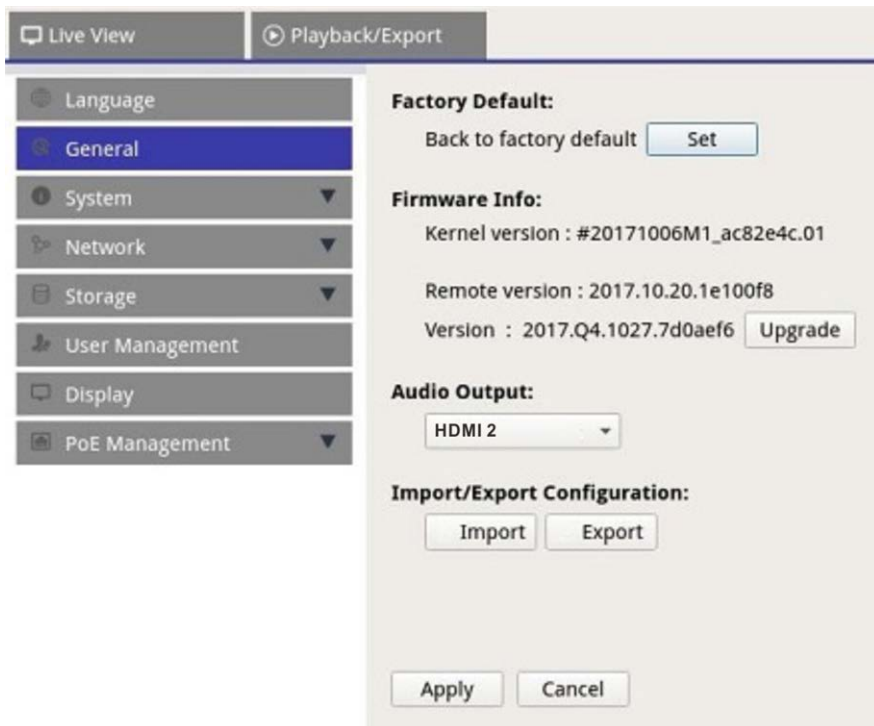 Live View
Playback/Export
Language
General
System
Network
Storage
User Management
Display
PoE Management
Factory Default:
Back to factory default Set
Firmware Info:
Kernel version : #20171006M1_ac82e4c.01
Remote version : 2017.10.20.1e100f8
Version : 2017.Q4.1027.7d0aef6 Upgrade
Audio Output:
HDMI 2
Import/Export Configuration:
Import Export
Apply Cancel